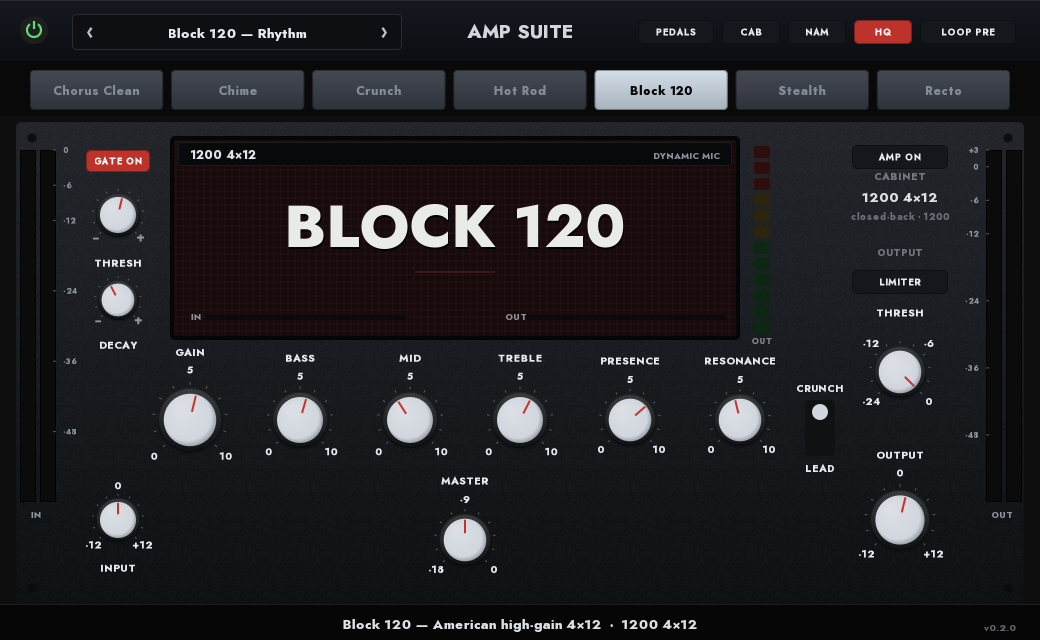 ‹ Block 120 — Rhythm › AMP SUITE PEDALS CAB NAM HQ LOOP PRE
Chorus Clean Chime Crunch Hot Rod Block 120 Stealth Recto
0 -6 -12 -24 -36 -48
IN
GATE ON
- +
THRESH
- +
DECAY
1200 4×12 DYNAMIC MIC
BLOCK 120
IN OUT
OUT
AMP ON
CABINET
1200 4×12
closed-back · 1200
OUTPUT
LIMITER
THRESH
-12 -6
-24 0
+3 0 -6 -12 -24 -36 -48
OUT
GAIN BASS MID TREBLE PRESENCE RESONANCE
5 5 5 5 5 5
0 10 0 10 0 10 0 10 0 10 0 10
CRUNCH
LEAD
OUTPUT
0
-12 +12
0
-12 +12
INPUT
MASTER
-9
-18 0
Block 120 — American high-gain 4×12 · 1200 4×12
v0.2.0